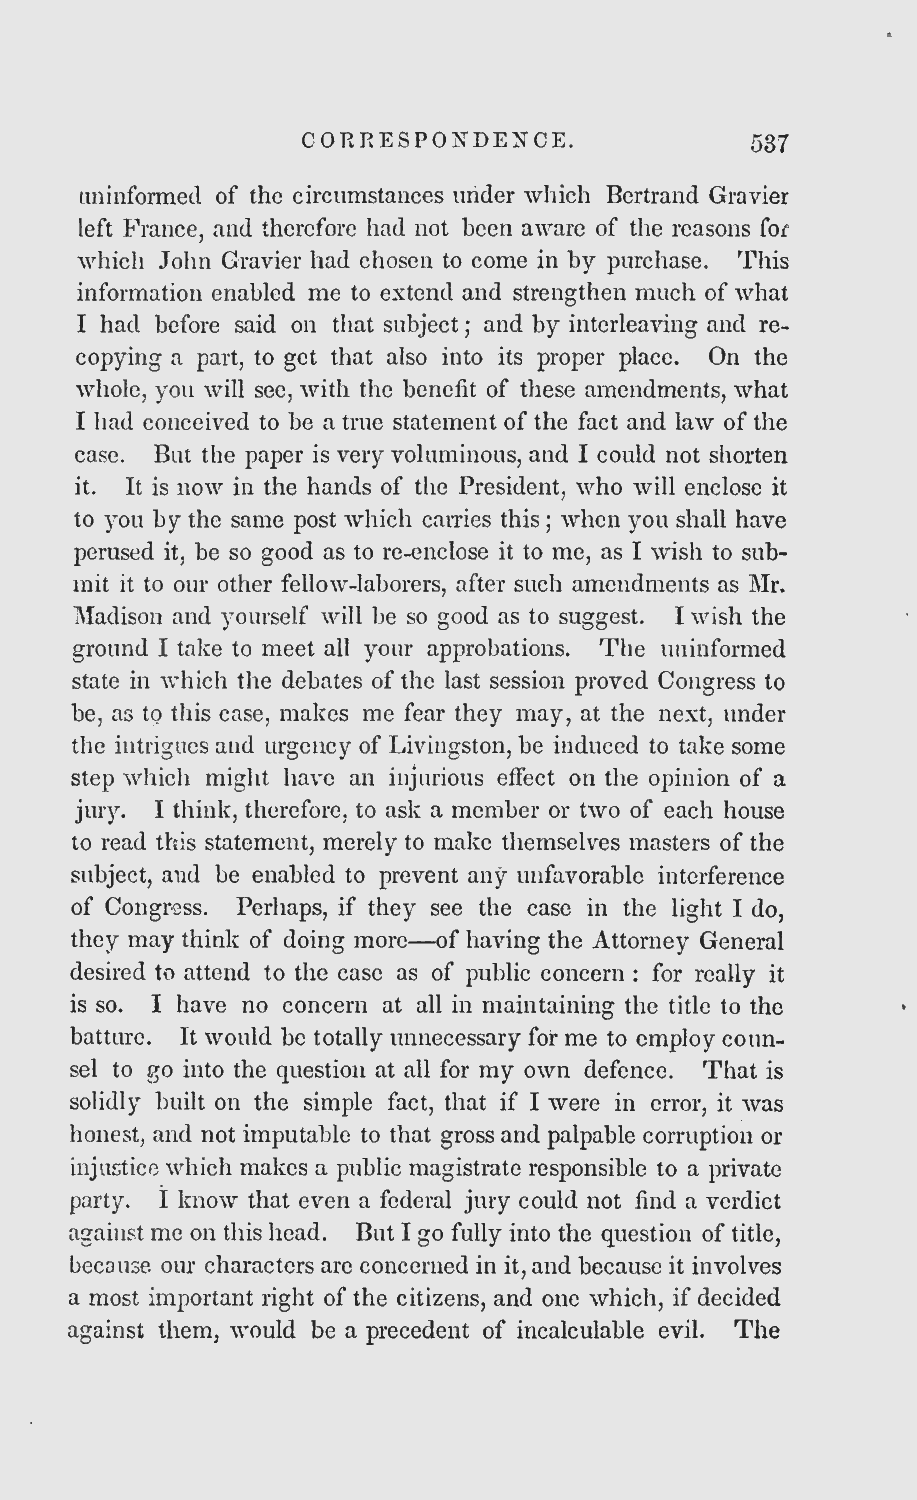 CORRESPONDENCE. 537
uninformed of the circumstances under which Bertrand Gravier
left France, and therefore had not been aware of the reasons for
which John Gravier had chosen to come in by purchase. This
information enabled me to extend and strengthen much of what
I had before said on that subject; and by interleaving and re-
copying a part, to get that also into its proper place. On the
whole, you will see, with the benefit of these amendments, what
I had conceived to be a true statement of the fact and law of the
case. But the paper is very voluminous, and I could not shorten
it. It is now in the hands of the President, who will enclose it
to you by the same post which carries this; when you shall have
perused it, be so good as to re-enclose it to me, as I wish to sub-
mit it to our other fellow-laborers, after such amendments as Mr.
Madison and yourself will be so good as to suggest. I wish the
ground I take to meet all your approbations. The uninformed
state in which the debates of the last session proved Congress to
be, as to this case, makes me fear they may, at the next, under
the intrigues and urgency of Livingston, be induced to take some
step which might have an injurious effect on the opinion of a
jury. I think, therefore, to ask a member or two of each house
to read this statement, merely to make themselves masters of the
subject, and be enabled to prevent any unfavorable interference
of Congress. Perhaps, if they see the case in the light I do,
they may think of doing more—of having the Attorney General
desired to attend to the case as of public concern: for really it
is so. I have no concern at all in maintaining the title to the
batture. It would be totally unnecessary for me to employ coun-
sel to go into the question at all for my own defence. That is
solidly built on the simple fact, that if I were in error, it was
honest, and not imputable to that gross and palpable corruption or
injustice which makes a public magistrate responsible to a private
party. I know that even a federal jury could not find a verdict
against me on this head. But I go fully into the question of title,
because our characters are concerned in it, and because it involves
a most important right of the citizens, and one which, if decided
against them, would be a precedent of incalculable evil. The